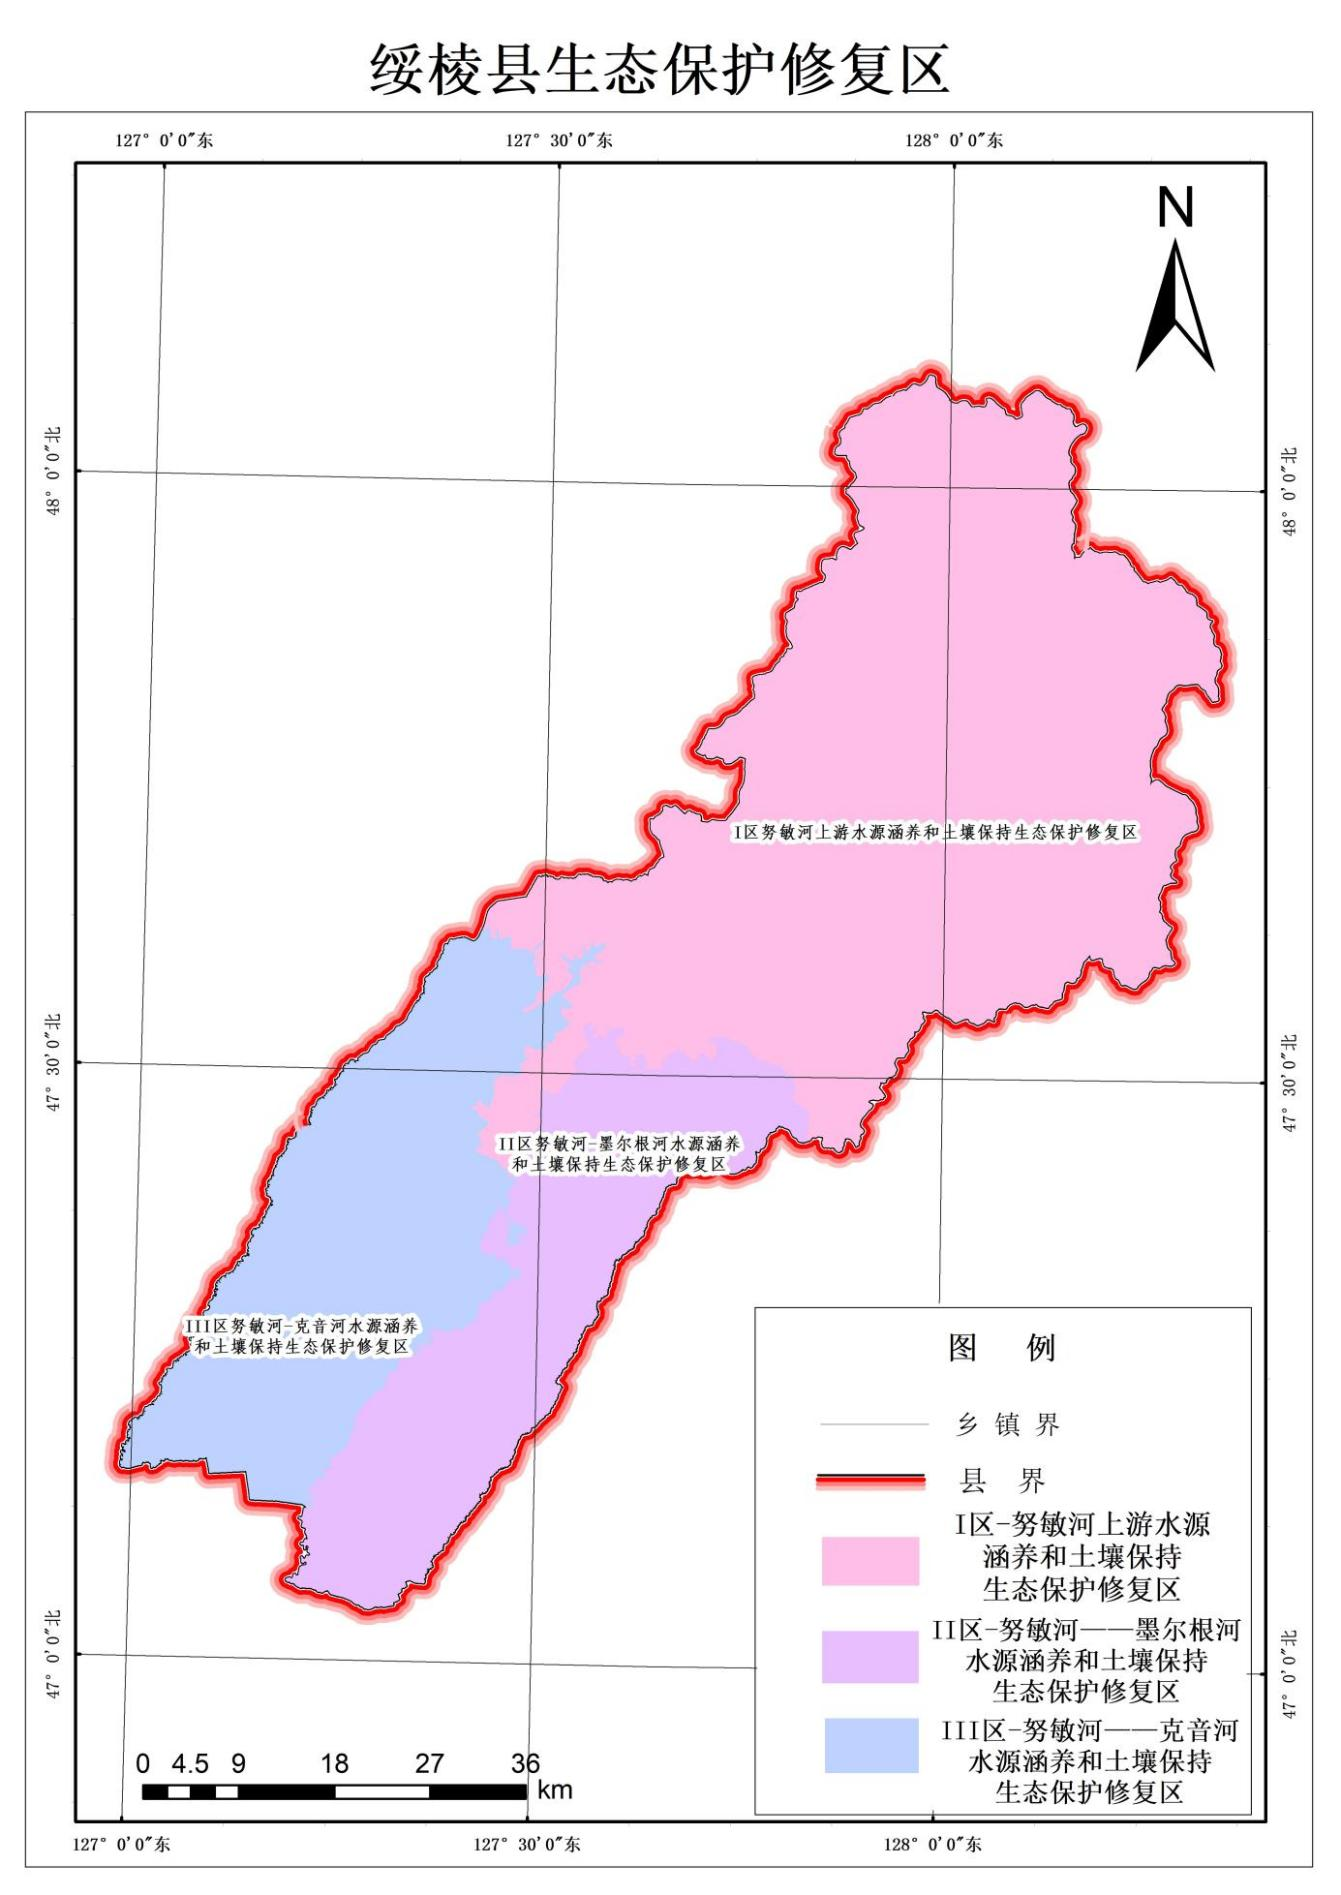 绥棱县生态保护修复区
127° 0'0"东
127° 30'0"东
128° 0'0"东
N
48° 0'0"北
48° 0'0"北
I区努敏河上游水源涵养和土壤保持生态保护修复区
47° 30'0"北
47° 30'0"北
II区努敏河-墨尔根河水源涵养
和土壤保持生态保护修复区
III区努敏河-克音河水源涵养
和土壤保持生态保护修复区
图 例
乡 镇 界
县 界
I区-努敏河上游水源
涵养和土壤保持
生态保护修复区
II区-努敏河——墨尔根河
水源涵养和土壤保持
生态保护修复区
III区-努敏河——克音河
水源涵养和土壤保持
生态保护修复区
47° 0'0"北
47° 0'0"北
0 4.5 9 18 27 36
km
127° 0'0"东
127° 30'0"东
128° 0'0"东